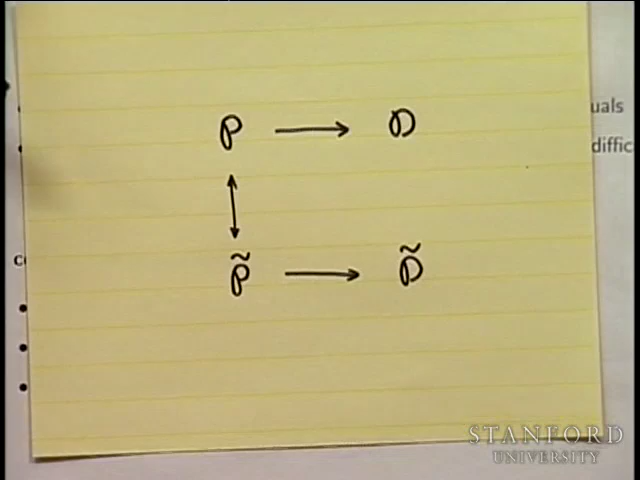 P → D
uals
diffic
↕
P̃ → D̃
c
STANFORD
UNIVERSITY